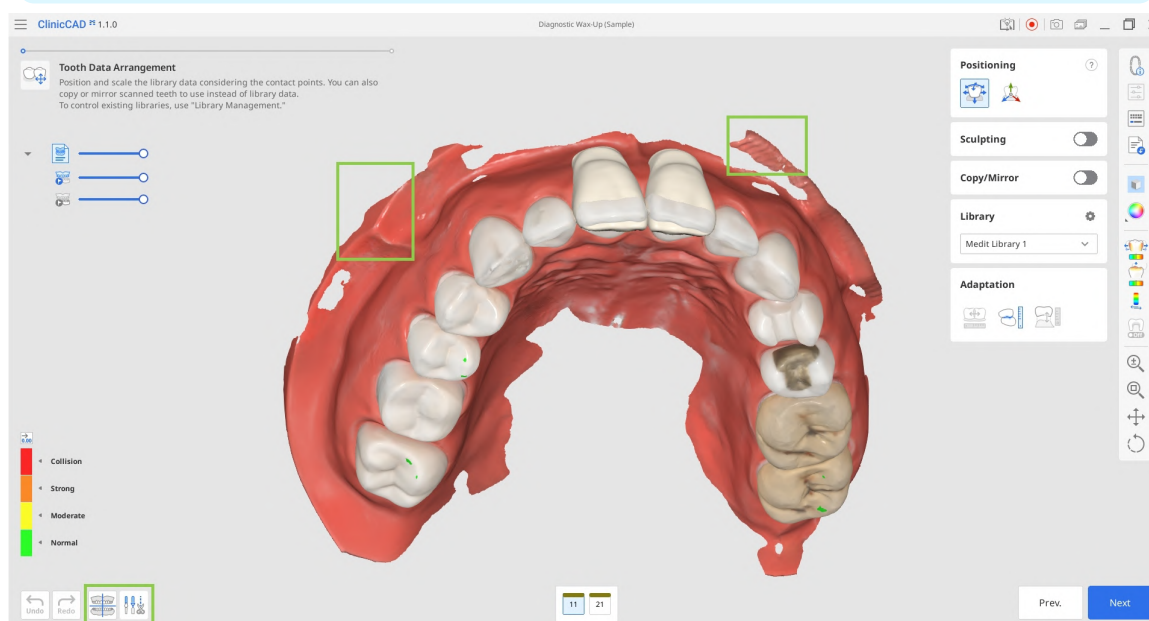 ClinicCAD 1.1.0
Diagnostic Wax-Up (Sample)
Tooth Data Arrangement
Position and scale the library data considering the contact points. You can also
copy or mirror scanned teeth to use instead of library data.
To control existing libraries, use "Library Management."
Positioning
?
Sculpting
Copy/Mirror
Library
Medit Library 1
Adaptation
0.00
Collision
Strong
Moderate
Normal
Undo
Redo
11
21
Prev.
Next